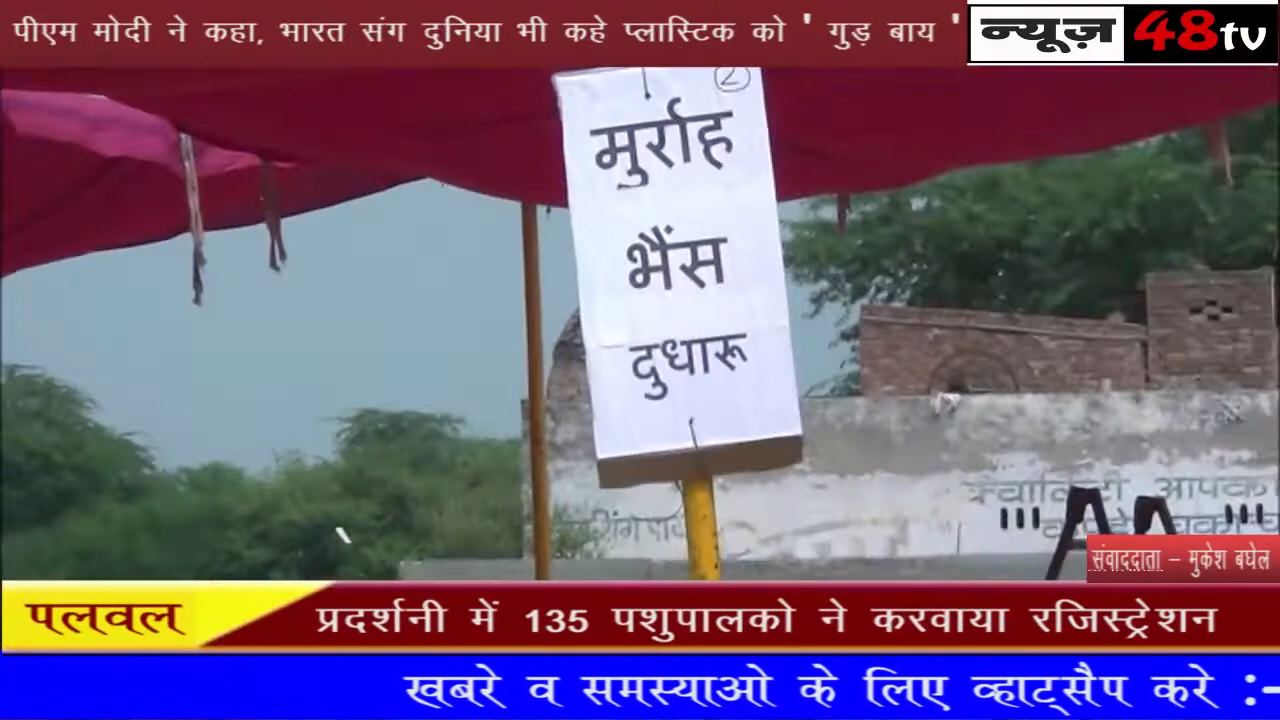 पीएम मोदी ने कहा, भारत संग दुनिया भी कहे प्लास्टिक को ' गुड़ बाय '
न्यूज़ 48tv
2
मुर्राह
भैंस
दुधारू
आपक
संवाददाता – मुकेश बघेल
पलवल
प्रदर्शनी में 135 पशुपालको ने करवाया रजिस्ट्रेशन
खबरे व समस्याओ के लिए व्हाट्सैप करे :-